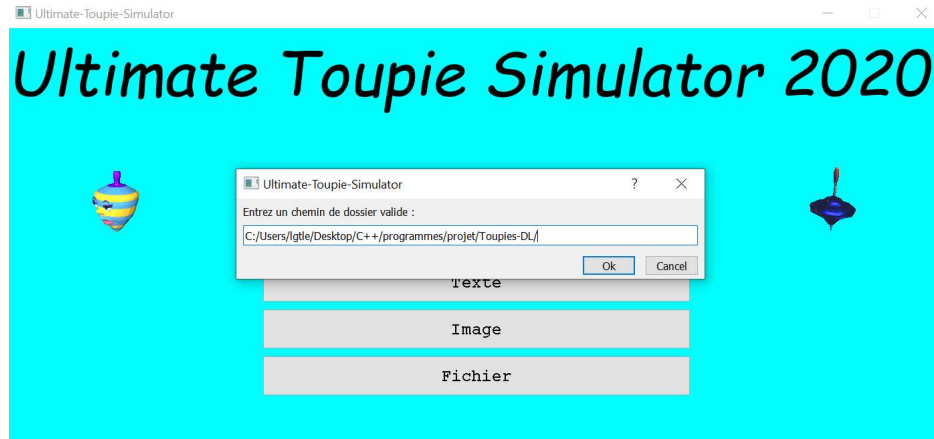 Ultimate-Toupie-Simulator
Ultimate Toupie Simulator 2020
Ultimate-Toupie-Simulator ?
Entrez un chemin de dossier valide :
C:/Users/lgtle/Desktop/C++/programmes/projet/Toupies-DL/
Ok Cancel
Texte
Image
Fichier